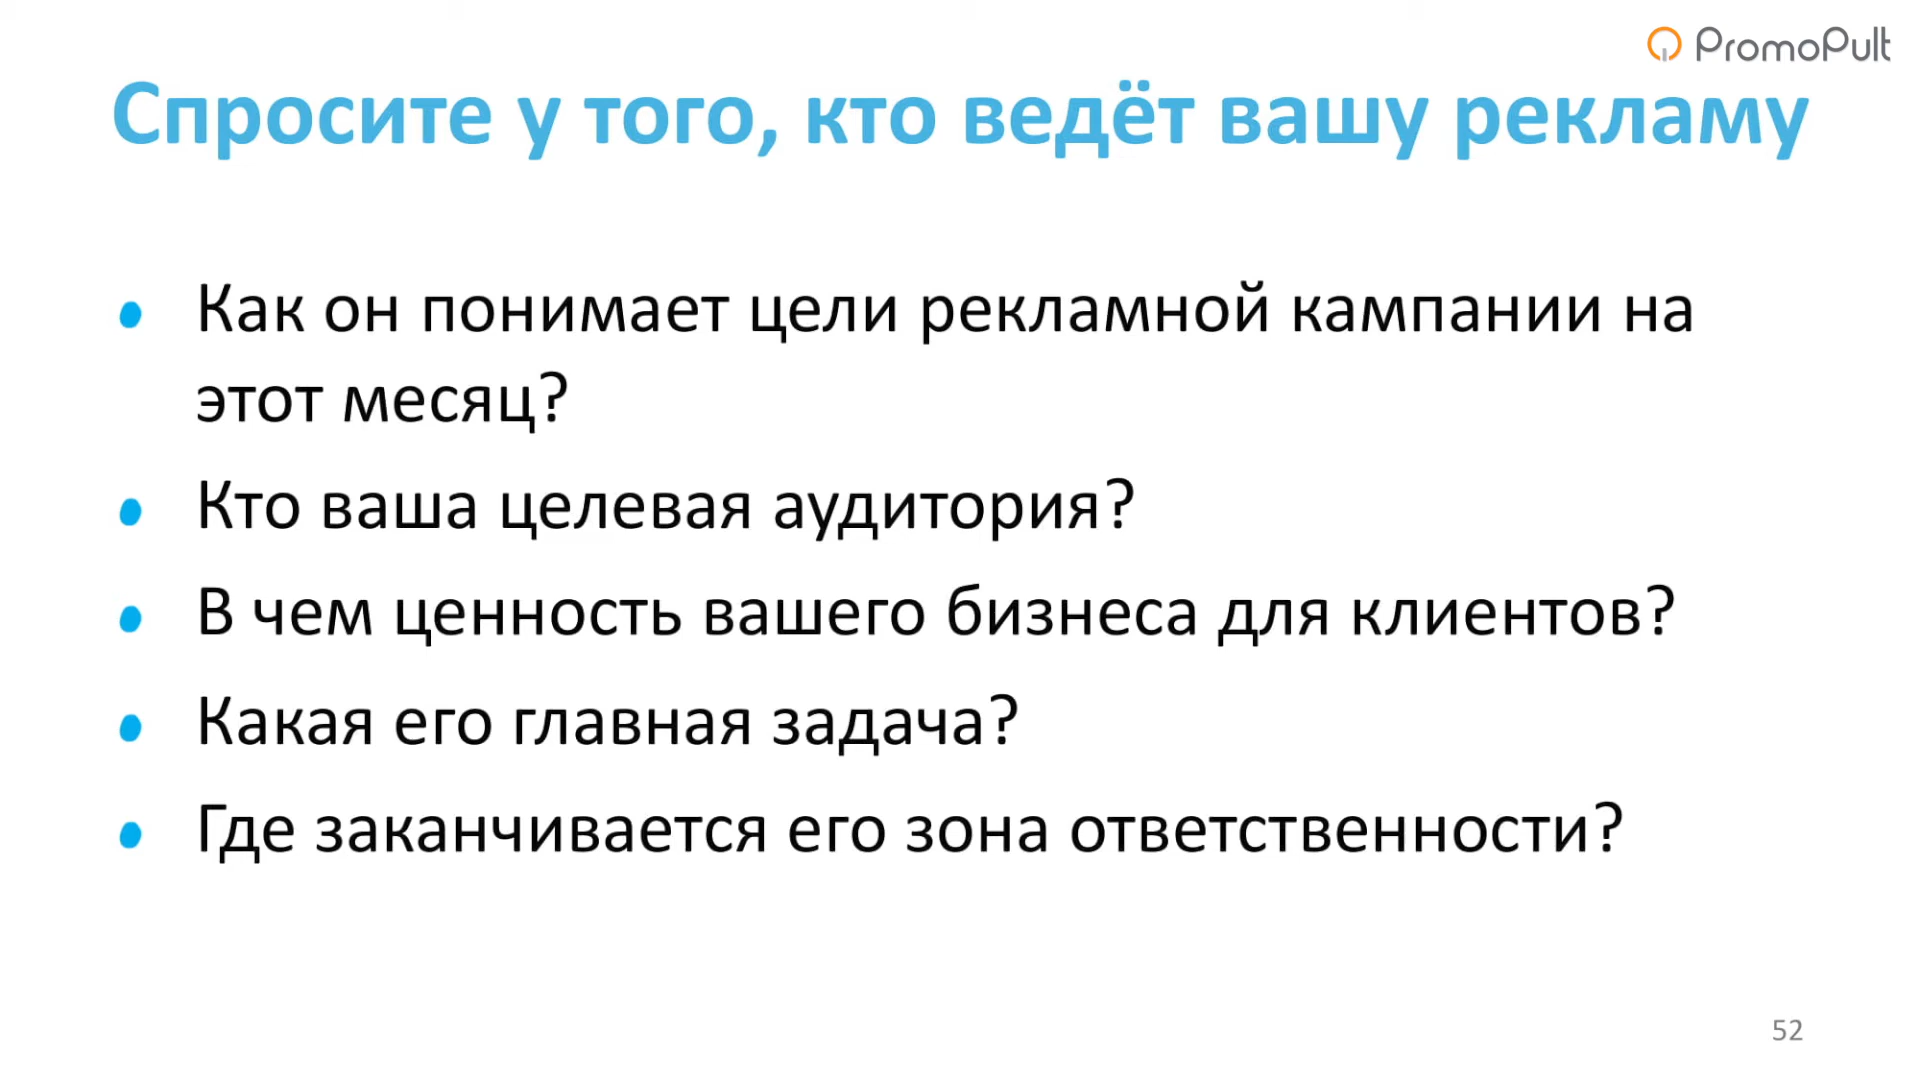 PromoPult
Спросите у того, кто ведёт вашу рекламу
Как он понимает цели рекламной кампании на
этот месяц?
Кто ваша целевая аудитория?
В чем ценность вашего бизнеса для клиентов?
Какая его главная задача?
Где заканчивается его зона ответственности?
52